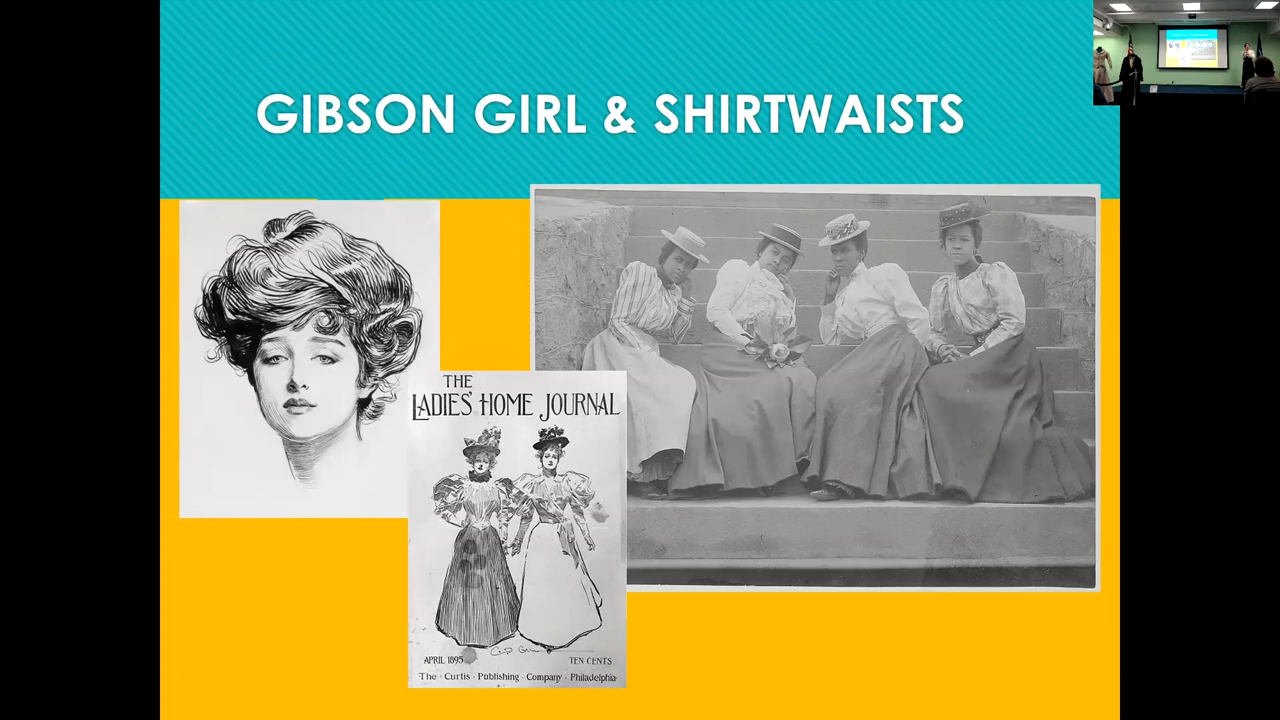 GIBSON GIRL & SHIRTWAISTS
THE
LADIES' HOME JOURNAL
APRIL 1895
TEN CENTS
The · Curtis · Publishing · Company · Philadelphia